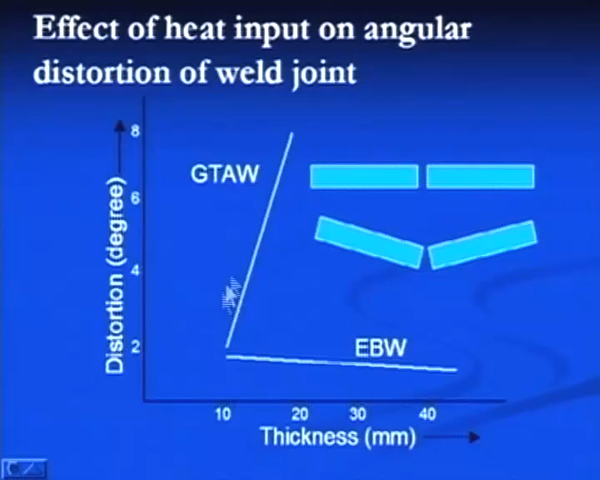 Effect of heat input on angular
distortion of weld joint
8
GTAW
6
Distortion (degree)
4
2
EBW
10 20 30 40
Thickness (mm)